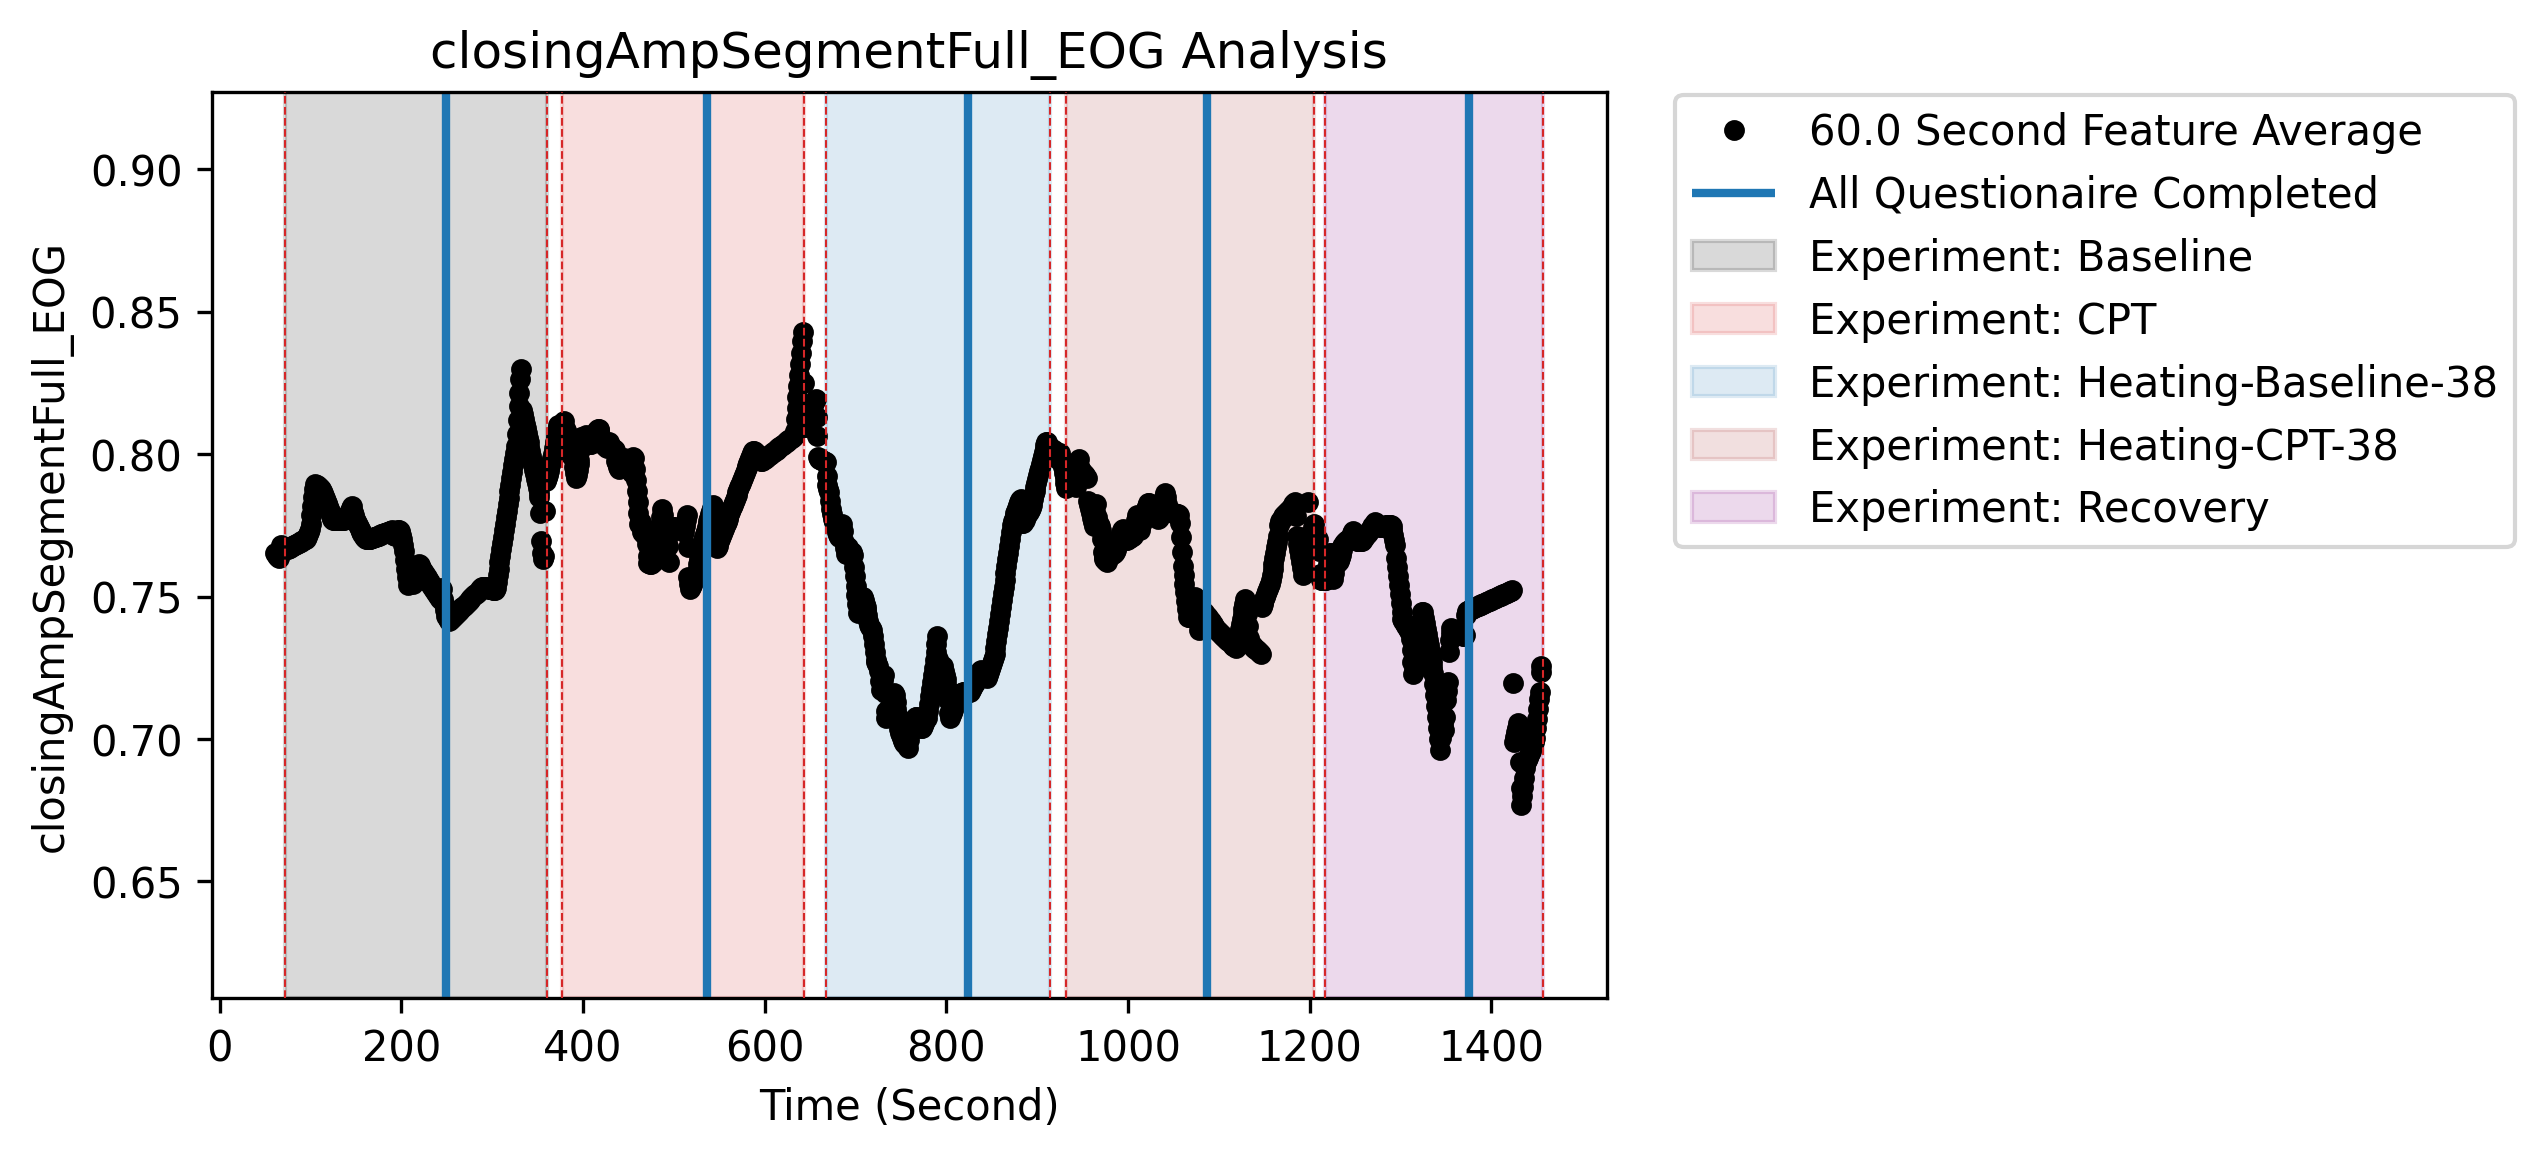 closingAmpSegmentFull_EOG Analysis
closingAmpSegmentFull_EOG
0.90
0.85
0.80
0.75
0.70
0.65
0 200 400 600 800 1000 1200 1400
Time (Second)
60.0 Second Feature Average
All Questionaire Completed
Experiment: Baseline
Experiment: CPT
Experiment: Heating-Baseline-38
Experiment: Heating-CPT-38
Experiment: Recovery